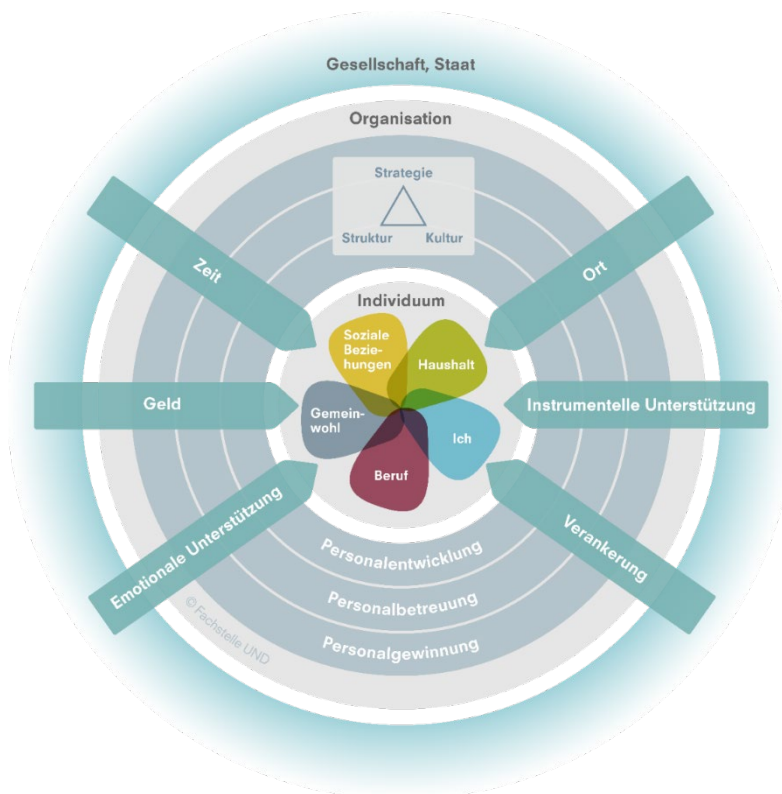 Gesellschaft, Staat
Organisation
Strategie
Struktur Kultur
Zeit
Ort
Individuum
Soziale
Bezie-
hungen
Haushalt
Geld
Gemein-
wohl
Ich
Instrumentelle Unterstützung
Beruf
Emotionale Unterstützung
Verankerung
Personalentwicklung
Personalbetreuung
Personalgewinnung
© Fachstelle UND